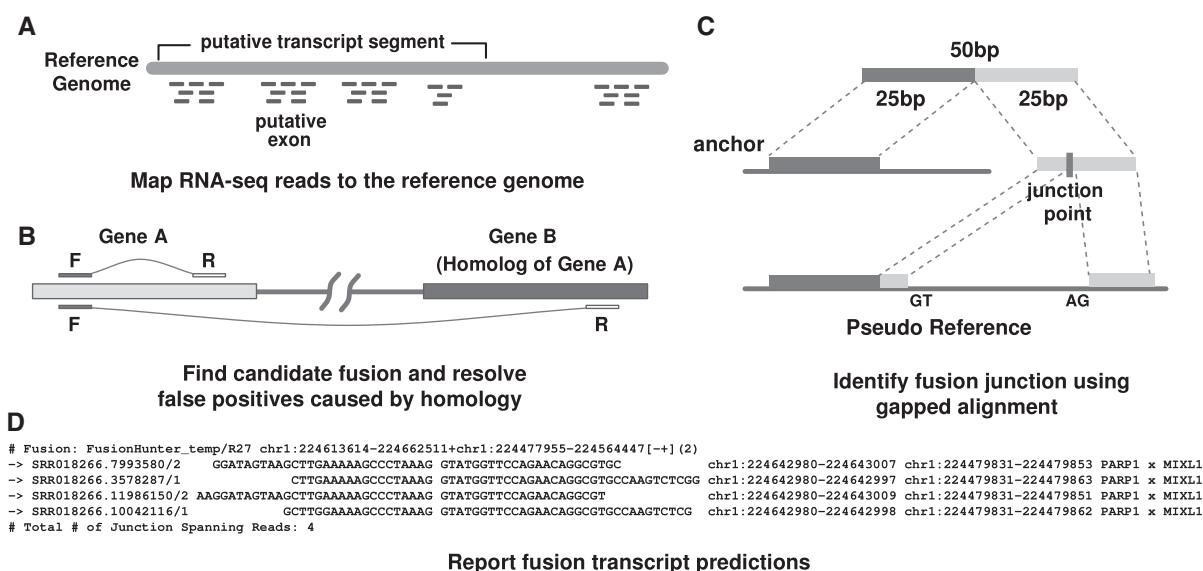 A
putative transcript segment
Reference
Genome
putative
exon
Map RNA-seq reads to the reference genome
B
Gene A
F R
Gene B
(Homolog of Gene A)
F R
Find candidate fusion and resolve
false positives caused by homology
C
50bp
25bp 25bp
anchor
junction
point
GT AG
Pseudo Reference
Identify fusion junction using
gapped alignment
D
# Fusion: FusionHunter_temp/R27 chr1:224613614-224662511+chr1:224477955-224564447[-+](2)
-> SRR018266.7993580/2 GGATAGTAAGCTTGAAAAAGCCCTAAAG GTATGGTTCCAGAACAGGCGTGC chr1:224642980-224643007 chr1:224479831-224479853 PARP1 x MIXL1
-> SRR018266.3578287/1 CTTGAAAAAGCCCTAAAG GTATGGTTCCAGAACAGGCGTGCCAAGTCTCGG chr1:224642980-224642997 chr1:224479831-224479863 PARP1 x MIXL1
-> SRR018266.11986150/2 AAGGATAGTAAGCTTGAAAAAGCCCTAAAG GTATGGTTCCAGAACAGGCGT chr1:224642980-224643009 chr1:224479831-224479851 PARP1 x MIXL1
-> SRR018266.10042116/1 GCTTGGAAAAGCCCTAAAG GTATGGTTCCAGAACAGGCGTGCCAAGTCTCG chr1:224642980-224642998 chr1:224479831-224479862 PARP1 x MIXL1
# Total # of Junction Spanning Reads: 4
Report fusion transcript predictions